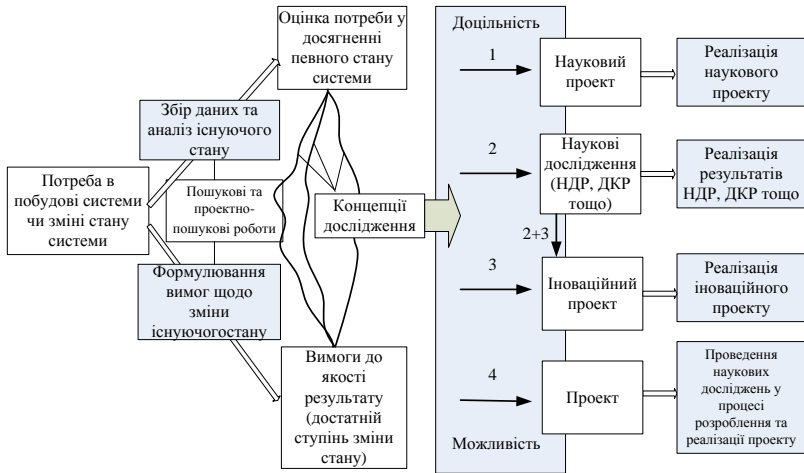 Оцінка потреби у
досягненні
певного стану
системи
Збір даних та
аналіз існуючого
стану
Потреба в
побудові системи
чи зміні стану
системи
Пошукові та
проектно-
пошукові роботи
Концепції
дослідження
Формулювання
вимог щодо
зміни
існуючогостану
Вимоги до
якості
результату
(достатній
ступінь зміни
стану)
Доцільність
1
Науковий
проект
Реалізація
наукового
проекту
2
Наукові
дослідження
(НДР, ДКР
тощо)
Реалізація
результатів
НДР, ДКР тощо
2+3
3
Іноваційний
проект
Реалізація
іноваційного
проекту
4
Проект
Проведення
наукових
досліджень у
процесі
розроблення та
реалізації проекту
Можливість